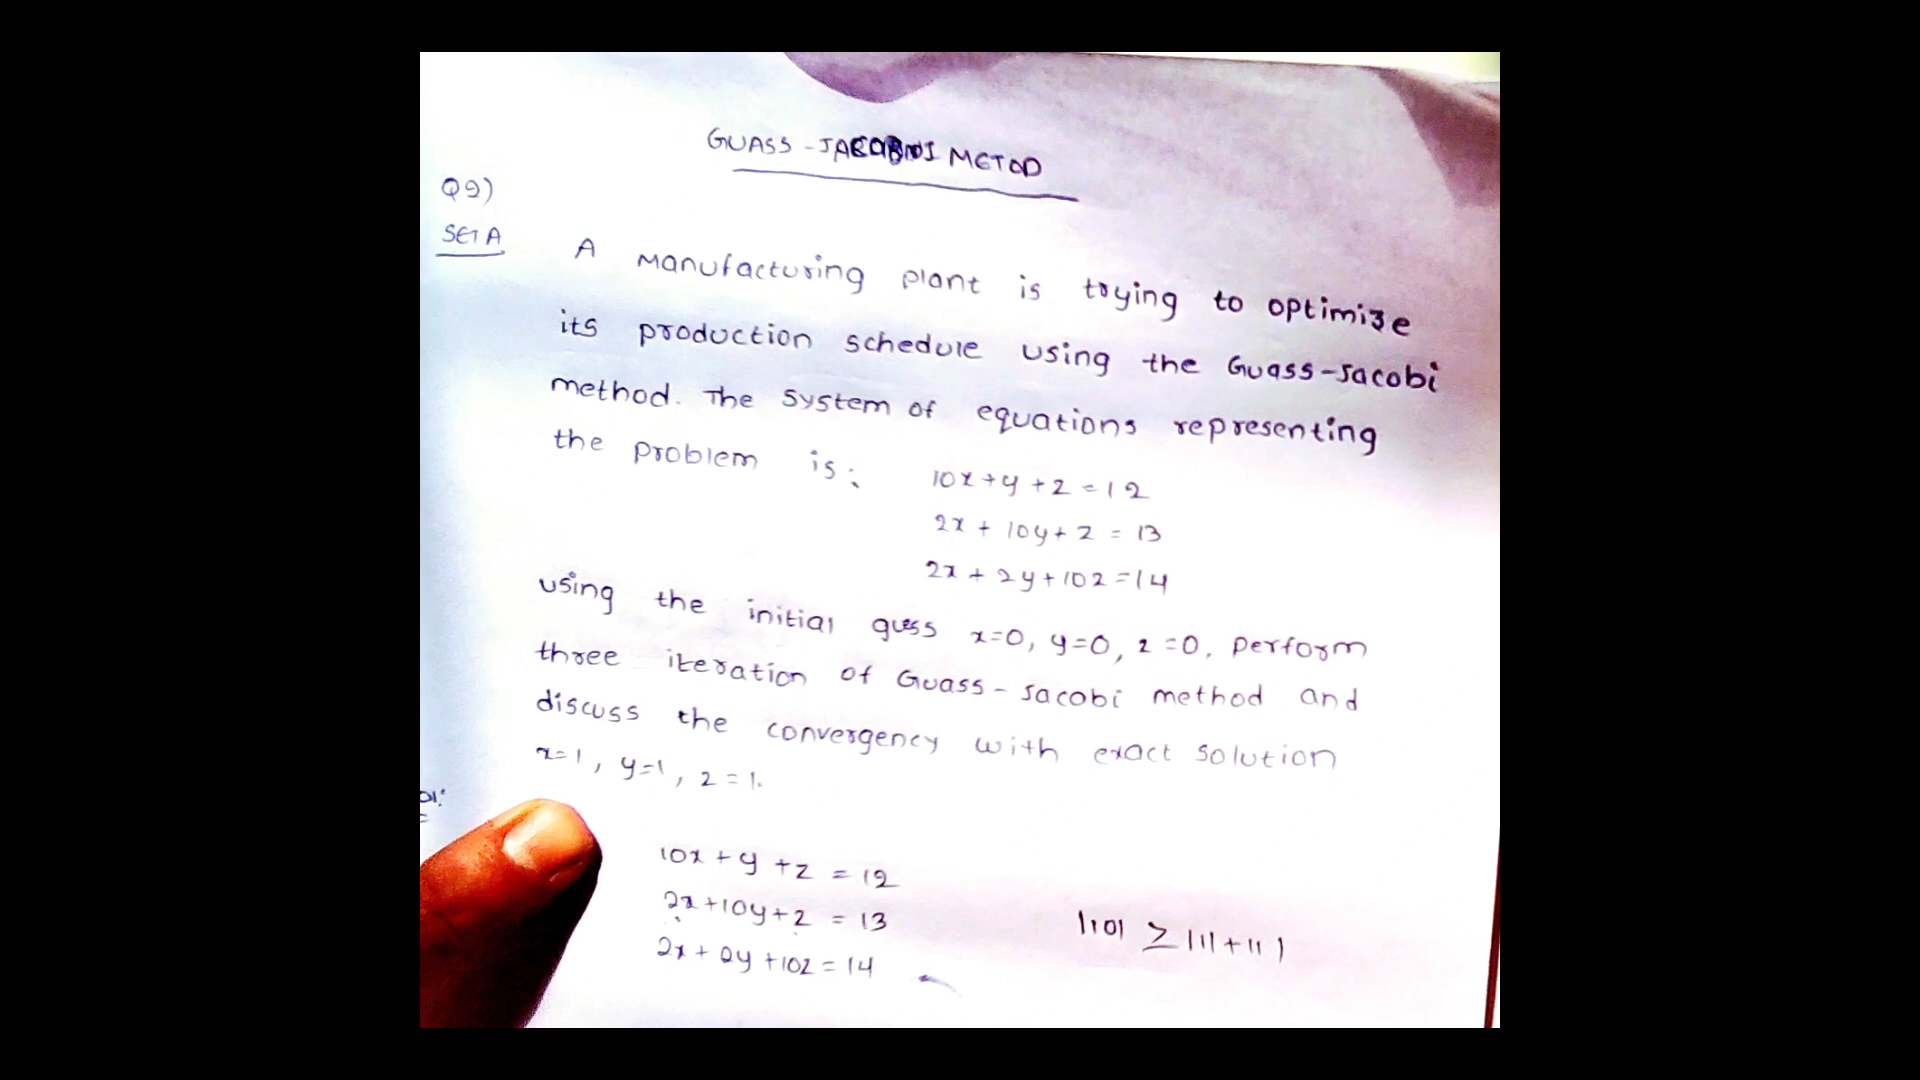 GUASS - JACOBI METOD
Q9)
SET A
A Manufacturing plant is trying to optimize
its production schedule using the Guass-Jacobi
method. The System of equations representing
the problem is:
10x + y + z = 12
2x + 10y + z = 13
2x + 2y + 10z = 14
using the initial guess x=0, y=0, z=0. Perform
three iteration of Guass-Jacobi method and
discuss the convergency with exact solution
x=1, y=1, z=1.
10x + y + z = 12
2x + 10y + z = 13
|10| ≥ |1| + |1|
2x + 2y + 10z = 14